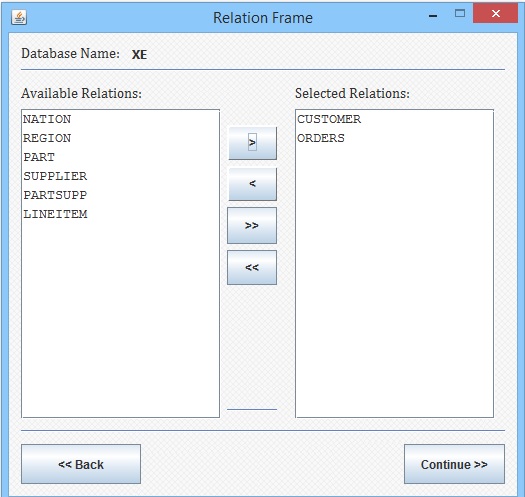 Relation Frame
Database Name: XE
Available Relations:
NATION
REGION
PART
SUPPLIER
PARTSUPP
LINEITEM
>
<
>>
<<
Selected Relations:
CUSTOMER
ORDERS
<< Back
Continue >>